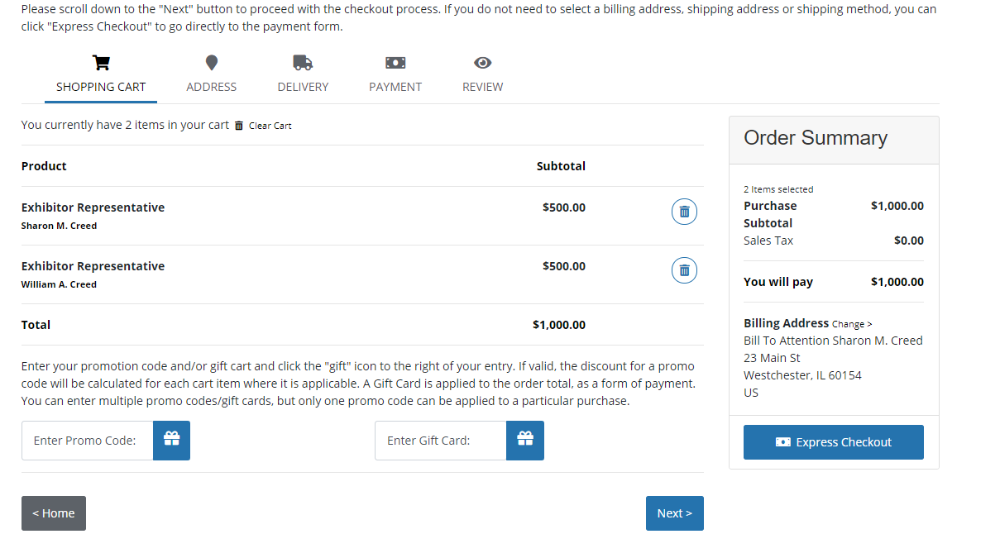 Please scroll down to the "Next" button to proceed with the checkout process. If you do not need to select a billing address, shipping address or shipping method, you can
click "Express Checkout" to go directly to the payment form.
SHOPPING CART
ADDRESS
DELIVERY
PAYMENT
REVIEW
You currently have 2 items in your cart Clear Cart
Product Subtotal
Exhibitor Representative $500.00
Sharon M. Creed
Exhibitor Representative $500.00
William A. Creed
Total $1,000.00
Enter your promotion code and/or gift cart and click the "gift" icon to the right of your entry. If valid, the discount for a promo
code will be calculated for each cart item where it is applicable. A Gift Card is applied to the order total, as a form of payment.
You can enter multiple promo codes/gift cards, but only one promo code can be applied to a particular purchase.
Enter Promo Code:
Enter Gift Card:
< Home
Next >
Order Summary
2 Items selected
Purchase $1,000.00
Subtotal
Sales Tax $0.00
You will pay $1,000.00
Billing Address Change >
Bill To Attention Sharon M. Creed
23 Main St
Westchester, IL 60154
US
Express Checkout